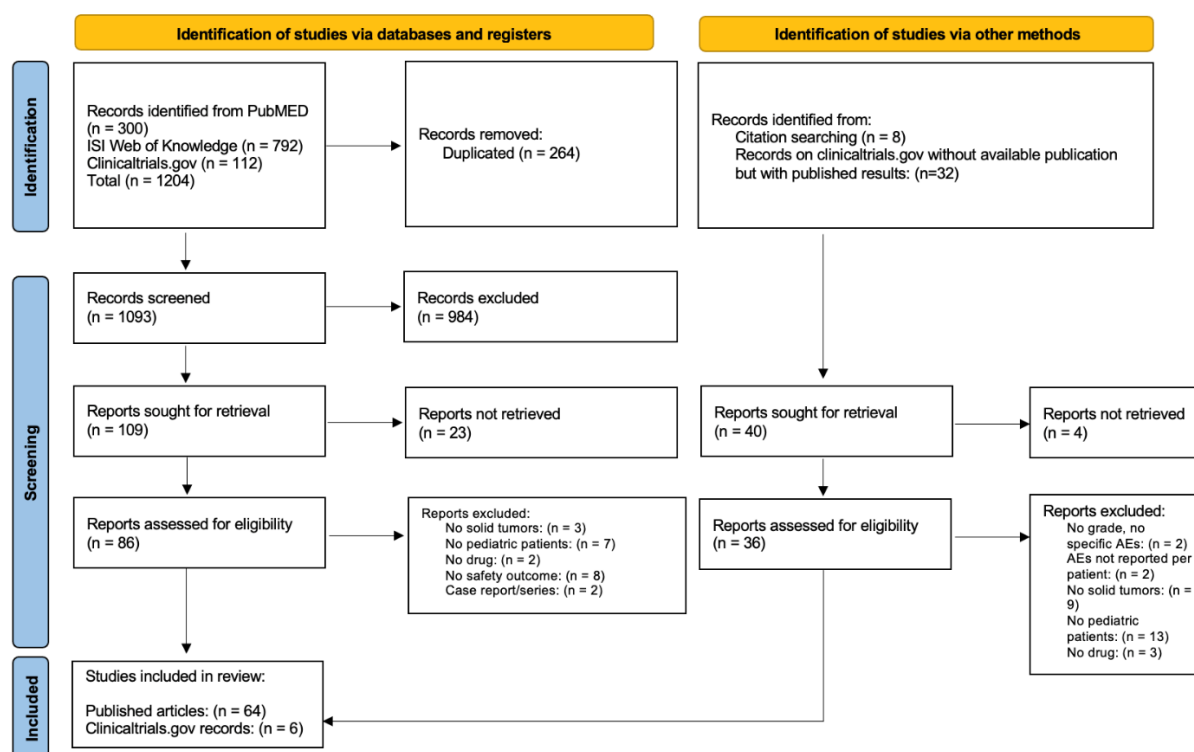 Identification of studies via databases and registers
Identification of studies via other methods
Identification
Records identified from PubMED
(n = 300)
ISI Web of Knowledge (n = 792)
Clinicaltrials.gov (n = 112)
Total (n = 1204)
Records removed:
Duplicated (n = 264)
Records identified from:
Citation searching (n = 8)
Records on clinicaltrials.gov without available publication
but with published results: (n=32)
Screening
Records screened
(n = 1093)
Records excluded
(n = 984)
Reports sought for retrieval
(n = 109)
Reports not retrieved
(n = 23)
Reports sought for retrieval
(n = 40)
Reports not retrieved
(n = 4)
Reports assessed for eligibility
(n = 86)
Reports excluded:
No solid tumors: (n = 3)
No pediatric patients: (n = 7)
No drug: (n = 2)
No safety outcome: (n = 8)
Case report/series: (n = 2)
Reports assessed for eligibility
(n = 36)
Reports excluded:
No grade, no
specific AEs: (n = 2)
AEs not reported per
patient: (n = 2)
No solid tumors: (n =
9)
No pediatric
patients: (n = 13)
No drug: (n = 3)
Included
Studies included in review:
Published articles: (n = 64)
Clinicaltrials.gov records: (n = 6)